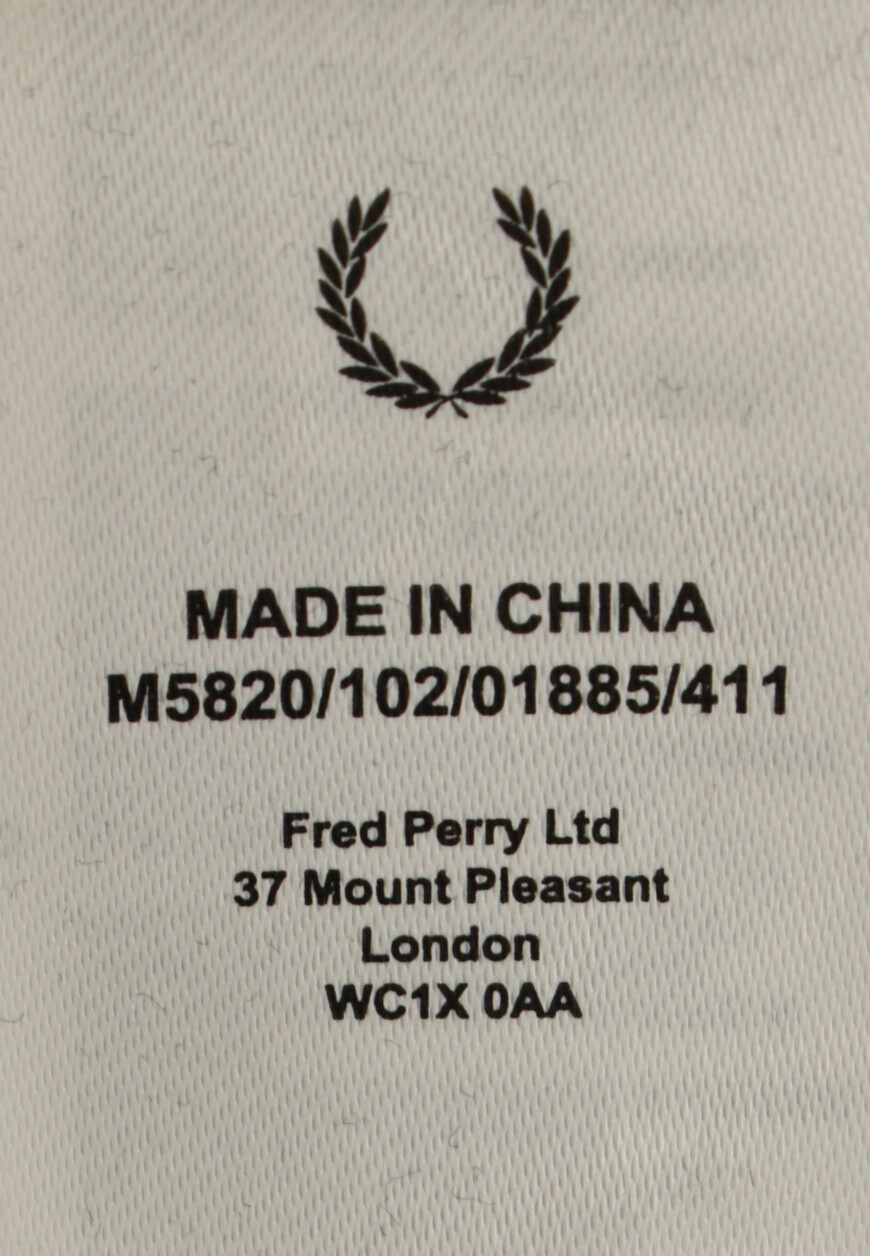 MADE IN CHINA
M5820/102/01885/411
Fred Perry Ltd
37 Mount Pleasant
London
WC1X 0AA